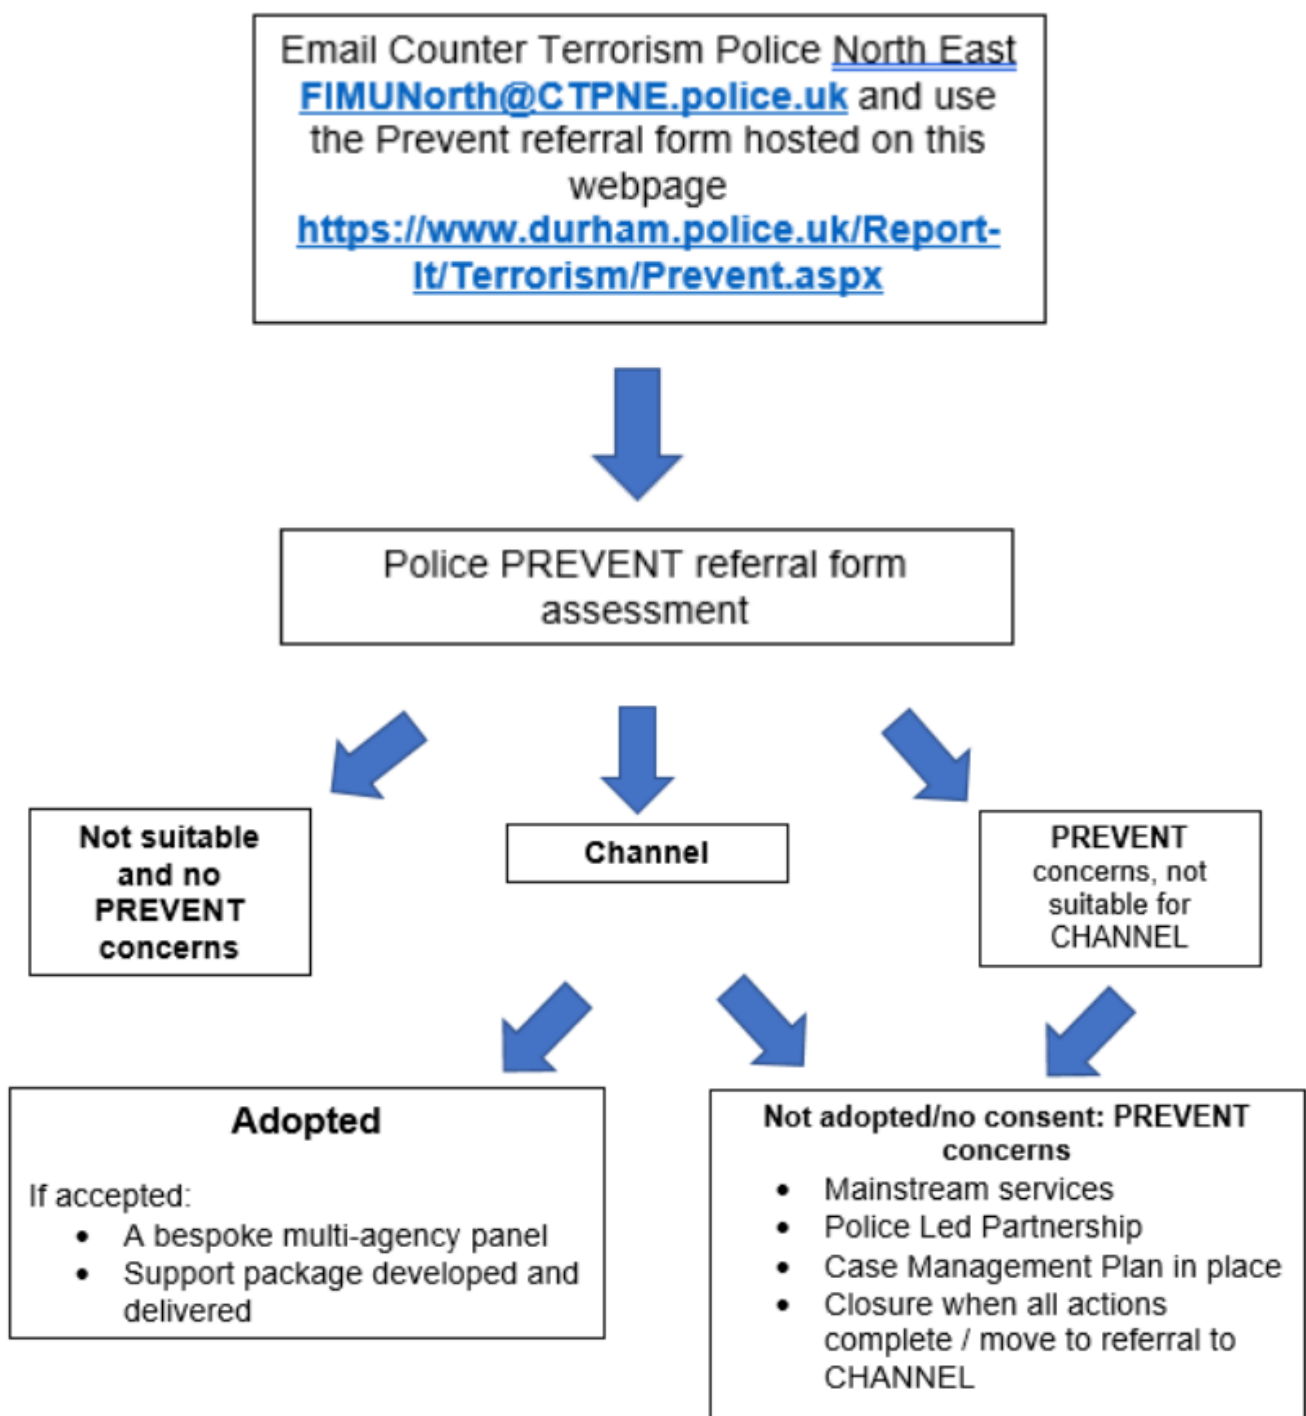 Email Counter Terrorism Police North East
FIMUNorth@CTPNE.police.uk and use
the Prevent referral form hosted on this
webpage
https://www.durham.police.uk/Report-
It/Terrorism/Prevent.aspx
Police PREVENT referral form
assessment
Not suitable
and no
PREVENT
concerns
Channel
PREVENT
concerns, not
suitable for
CHANNEL
Adopted
If accepted:
• A bespoke multi-agency panel
• Support package developed and
delivered
Not adopted/no consent: PREVENT
concerns
• Mainstream services
• Police Led Partnership
• Case Management Plan in place
• Closure when all actions
complete / move to referral to
CHANNEL